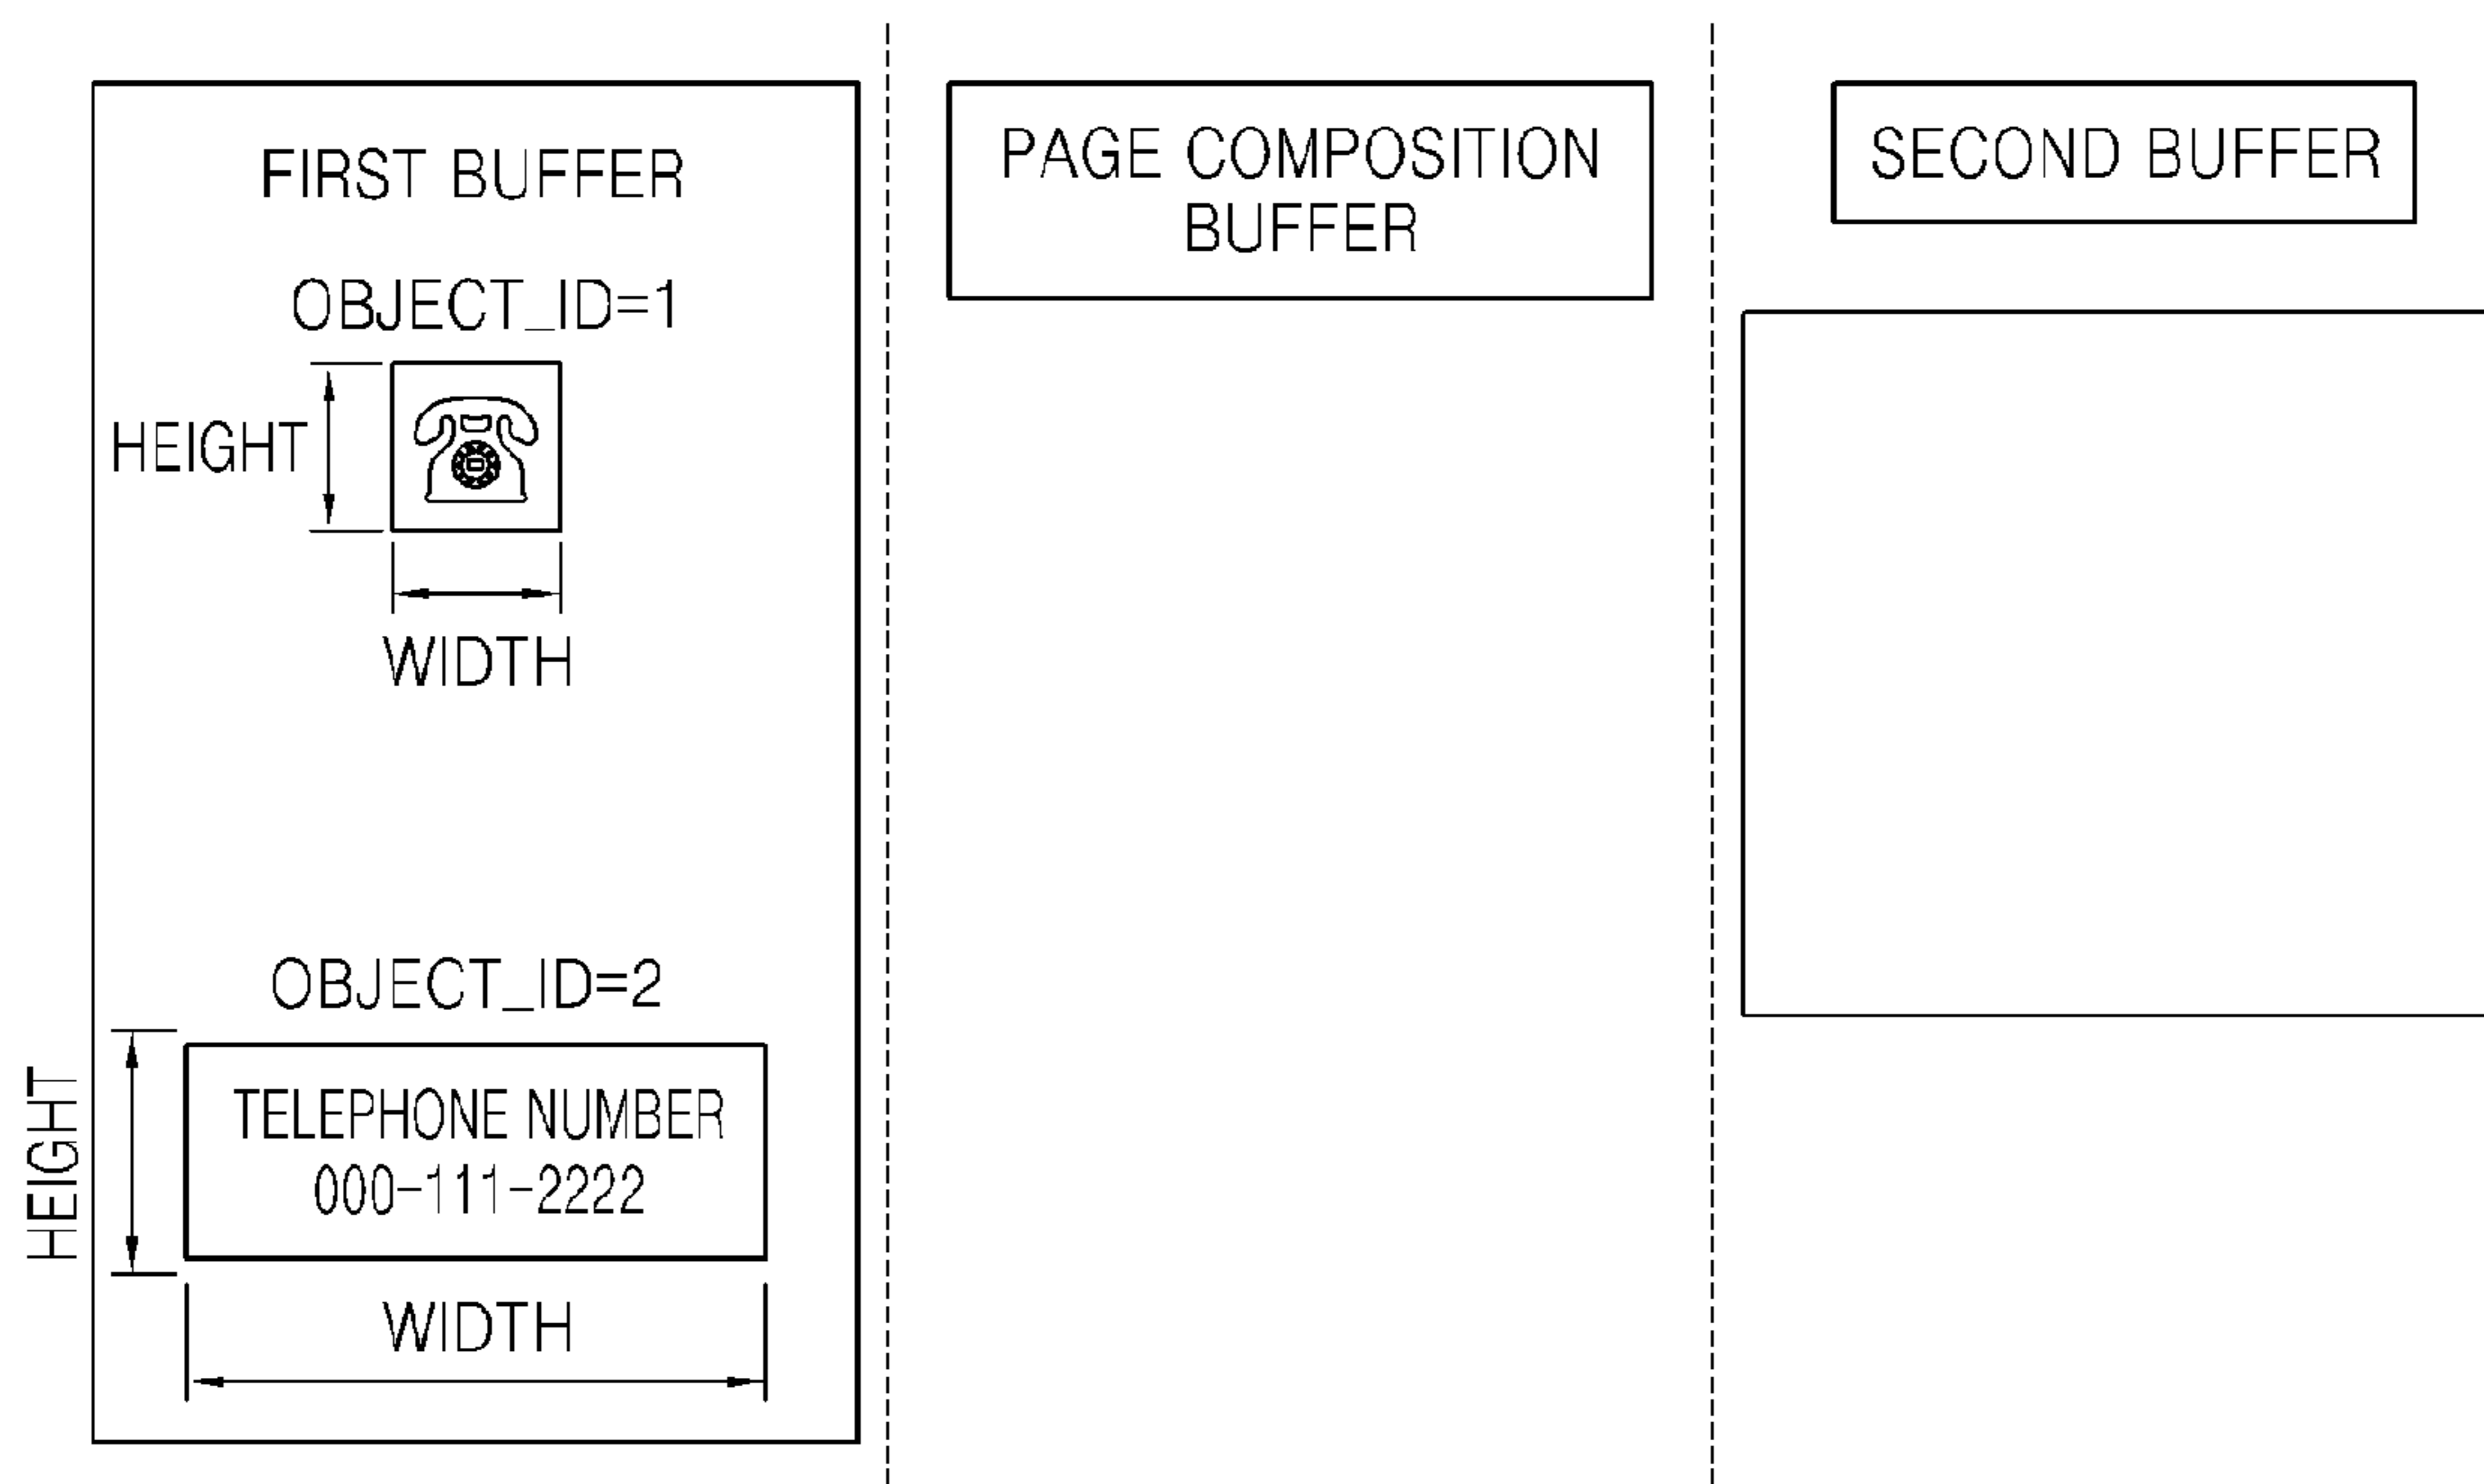 FIRST BUFFER
OBJECT_ID=1
HEIGHT
WIDTH
OBJECT_ID=2
HEIGHT
TELEPHONE NUMBER
000-111-2222
WIDTH
PAGE COMPOSITION
BUFFER
SECOND BUFFER